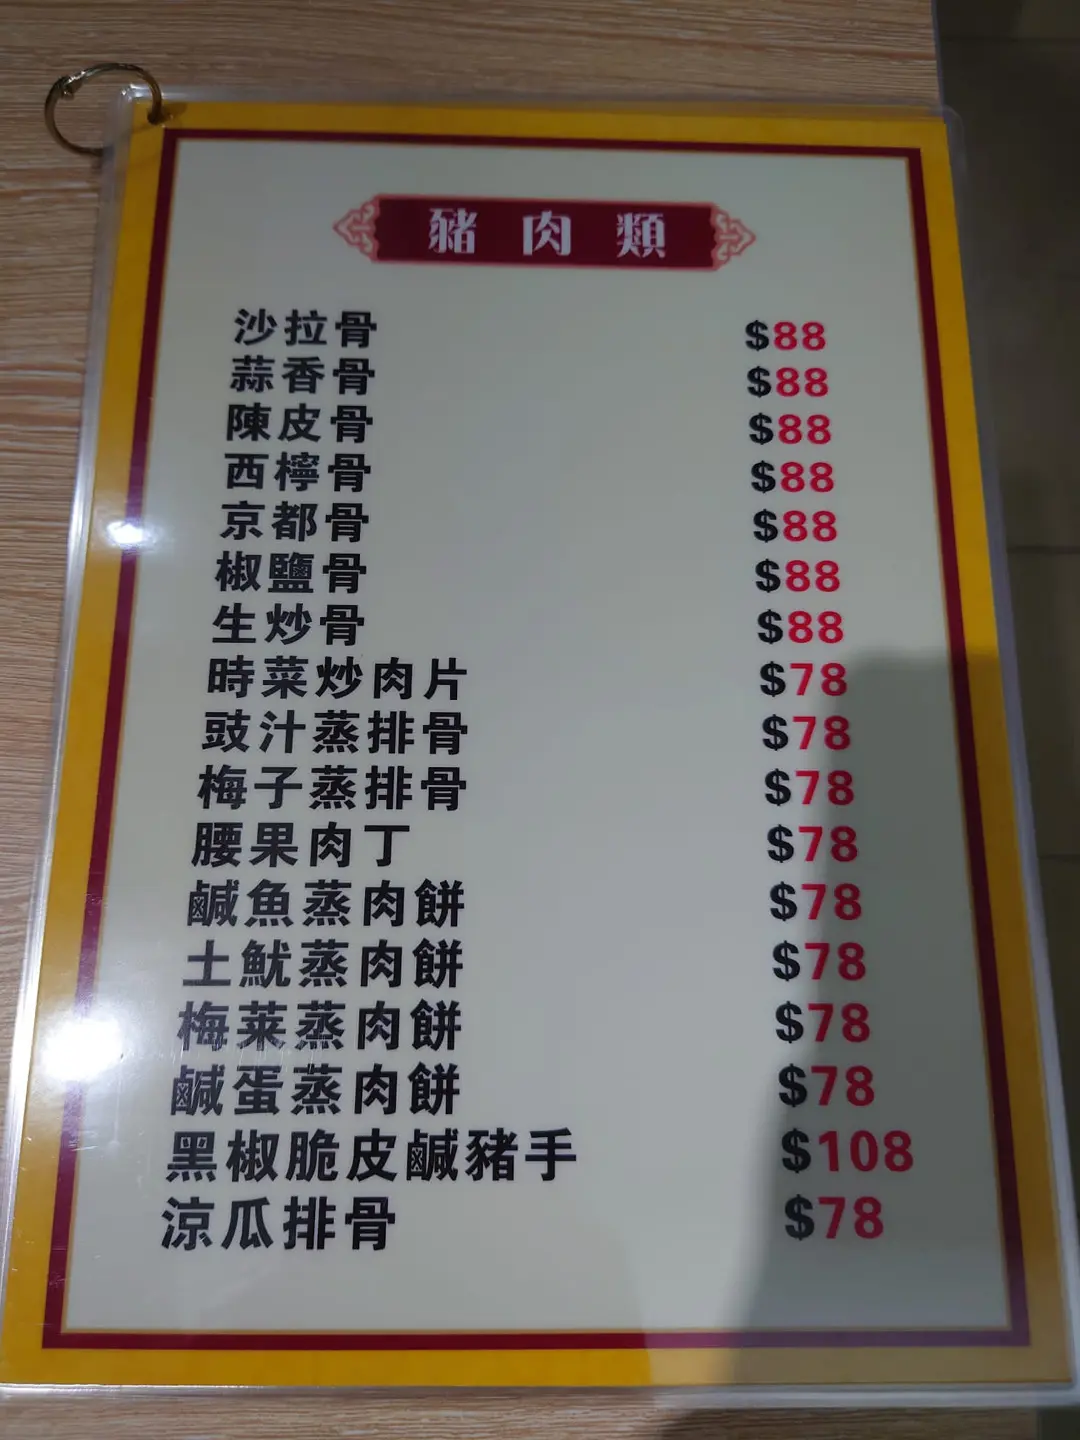 豬肉類
沙拉骨 $88
蒜香骨 $88
陳皮骨 $88
西檸骨 $88
京都骨 $88
椒鹽骨 $88
生炒骨 $88
時菜炒肉片 $78
豉汁蒸排骨 $78
梅子蒸排骨 $78
腰果肉丁 $78
鹹魚蒸肉餅 $78
土魷蒸肉餅 $78
梅菜蒸肉餅 $78
鹹蛋蒸肉餅 $78
黑椒脆皮鹹豬手 $108
涼瓜排骨 $78